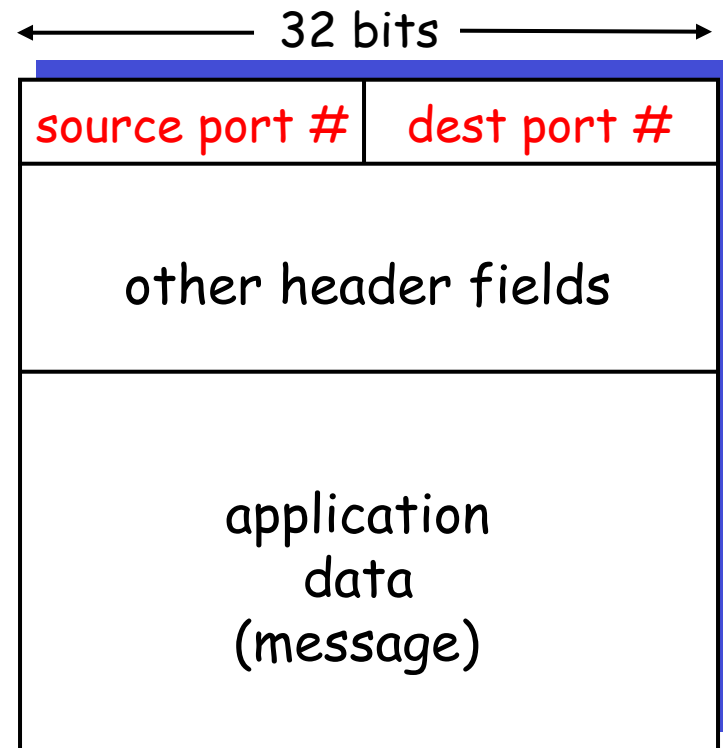 32 bits
source port # dest port #
other header fields
application
data
(message)